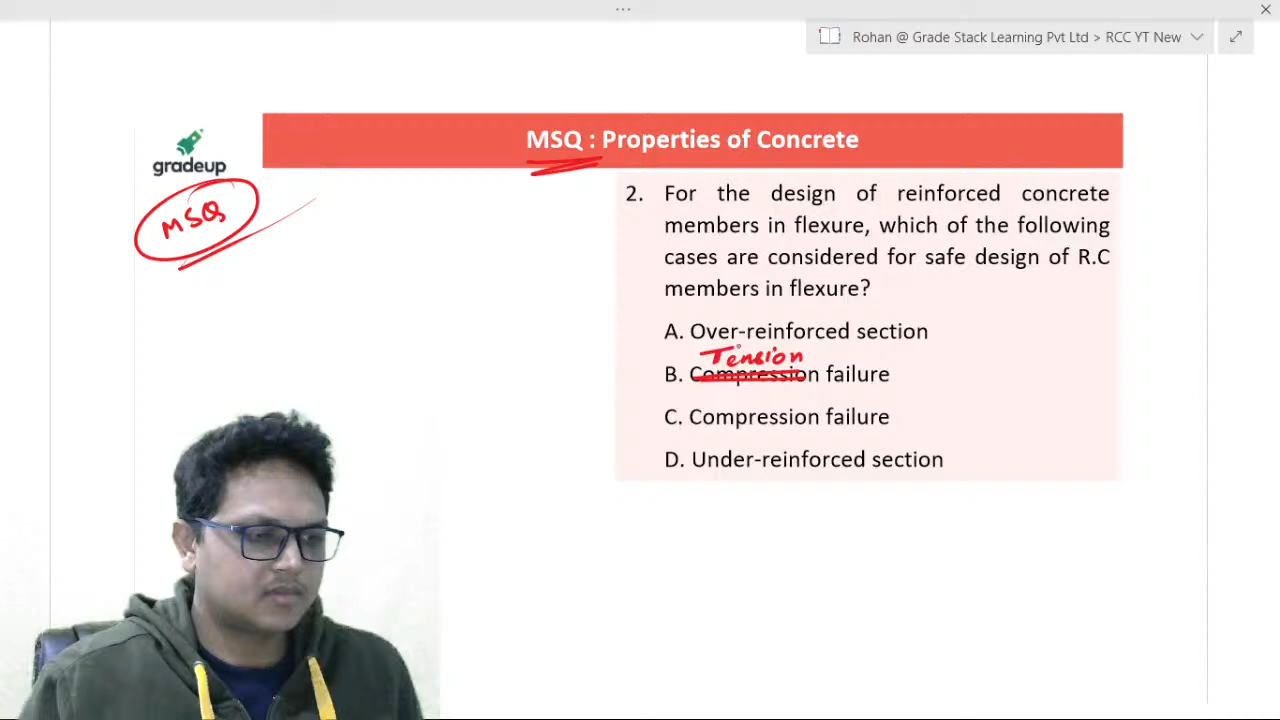 ...
Rohan @ Grade Stack Learning Pvt Ltd > RCC YT New
MSQ : Properties of Concrete
gradeup
MSQ
2. For the design of reinforced concrete
members in flexure, which of the following
cases are considered for safe design of R.C
members in flexure?
A. Over-reinforced section
Tension
B. Compression failure
C. Compression failure
D. Under-reinforced section